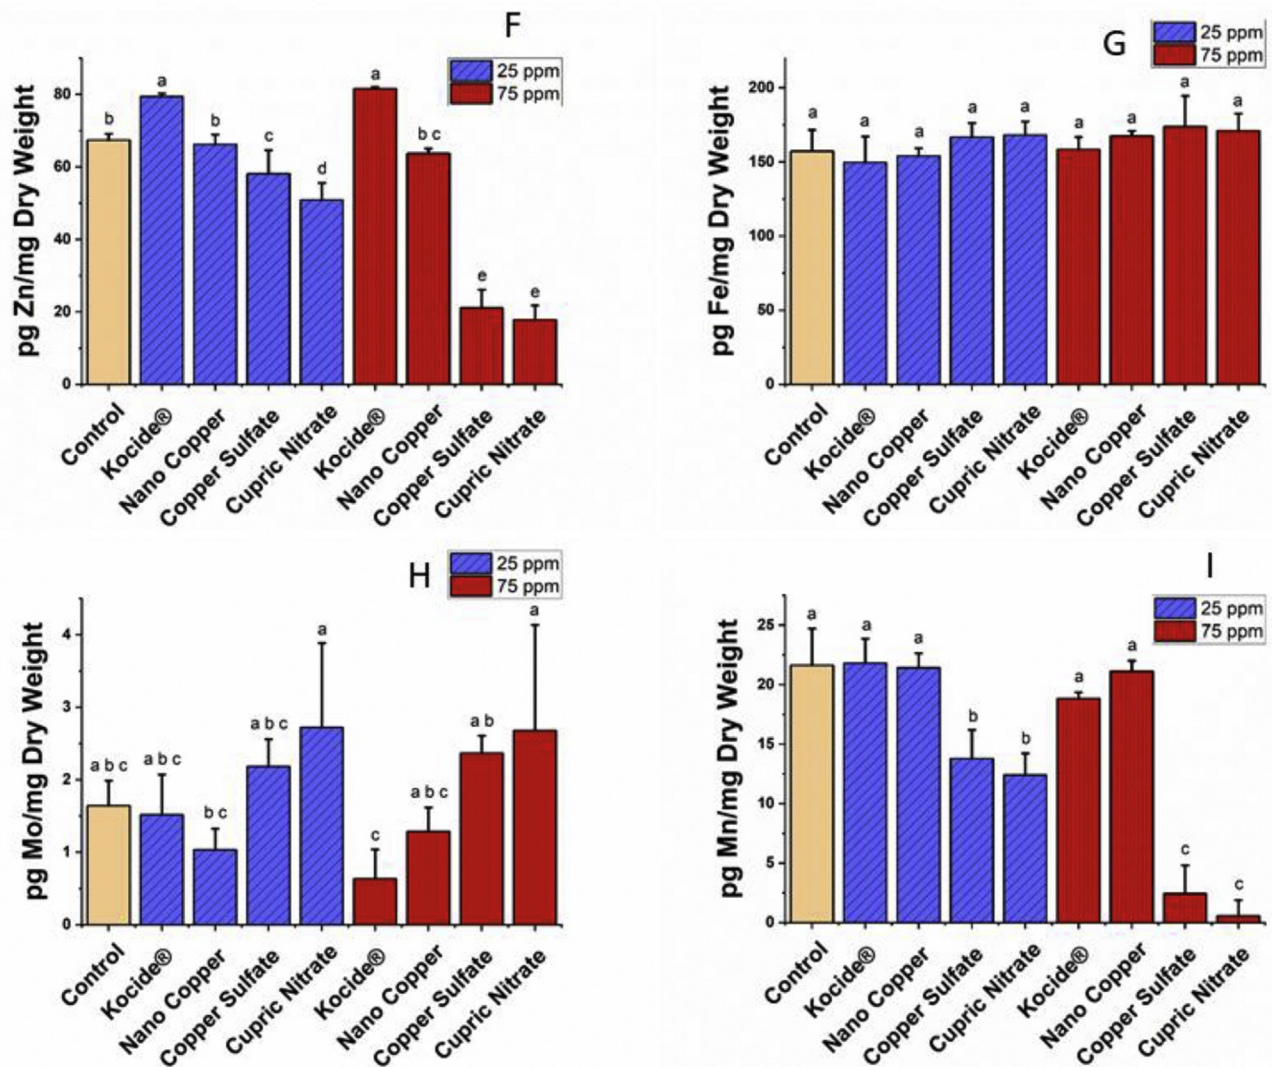 F
25 ppm
75 ppm
pg Zn/mg Dry Weight
80
60
40
20
0
b
a
b
c
d
a
b c
e
e
Control
Kocide®
Nano Copper
Copper Sulfate
Cupric Nitrate
Kocide®
Nano Copper
Copper Sulfate
Cupric Nitrate
G
25 ppm
75 ppm
pg Fe/mg Dry Weight
200
150
100
50
0
a
a
a
a
a
a
a
a
a
Control
Kocide®
Nano Copper
Copper Sulfate
Cupric Nitrate
Kocide®
Nano Copper
Copper Sulfate
Cupric Nitrate
H
25 ppm
75 ppm
pg Mo/mg Dry Weight
4
3
2
1
0
a b c
a b c
b c
a b c
a
c
a b c
a b
a
Control
Kocide®
Nano Copper
Copper Sulfate
Cupric Nitrate
Kocide®
Nano Copper
Copper Sulfate
Cupric Nitrate
I
25 ppm
75 ppm
pg Mn/mg Dry Weight
25
20
15
10
5
0
a
a
a
b
b
a
a
c
c
Control
Kocide®
Nano Copper
Copper Sulfate
Cupric Nitrate
Kocide®
Nano Copper
Copper Sulfate
Cupric Nitrate